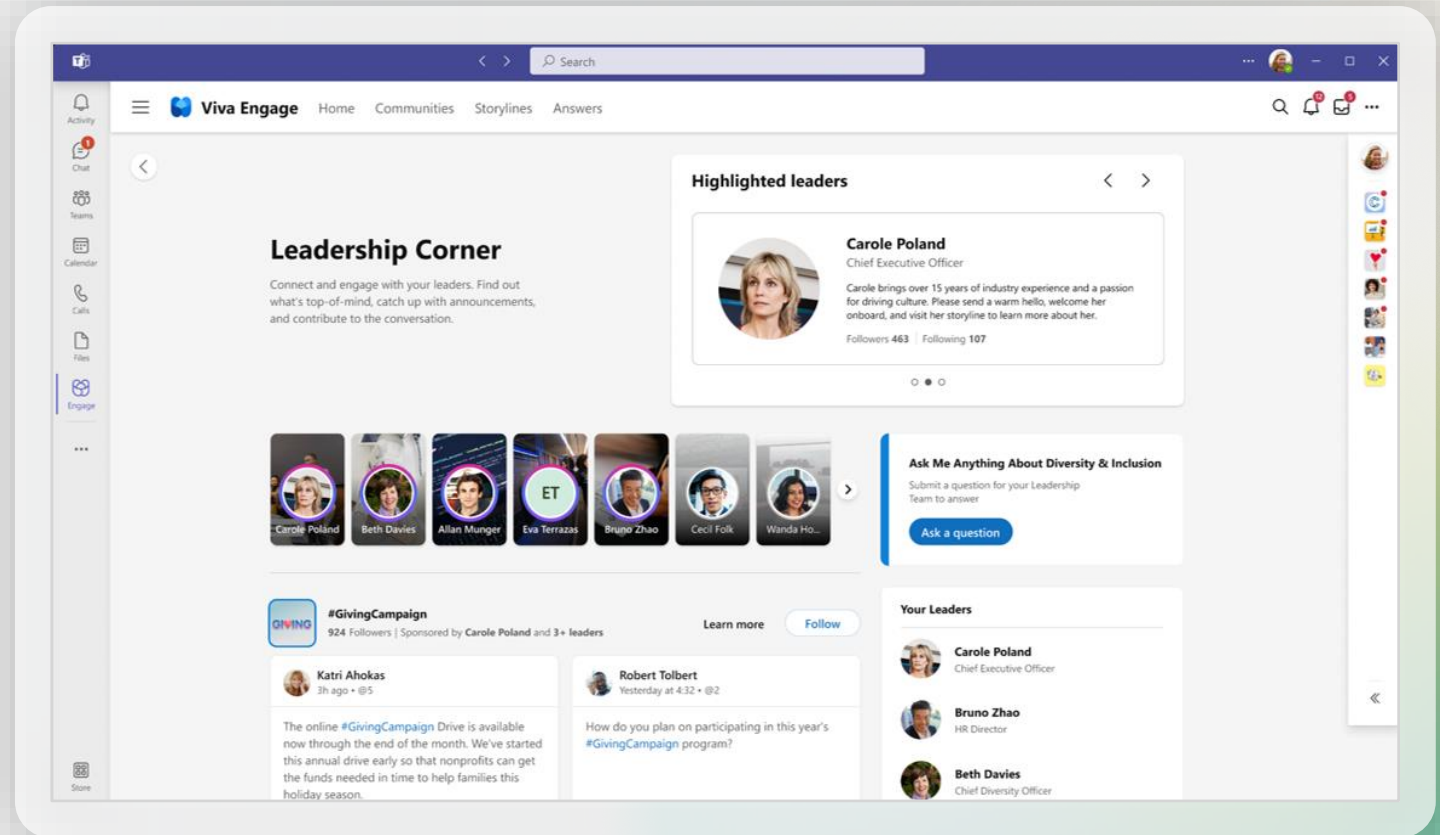 Search
Activity
Chat
1
Teams
Calendar
Calls
Files
Engage
Store
Viva Engage
Home
Communities
Storylines
Answers
12
5
Leadership Corner
Connect and engage with your leaders. Find out
what's top-of-mind, catch up with announcements,
and contribute to the conversation.
Highlighted leaders
Carole Poland
Chief Executive Officer
Carole brings over 15 years of industry experience and a passion
for driving culture. Please send a warm hello, welcome her
onboard, and visit her storyline to learn more about her.
Followers 463 | Following 107
Carole Poland
Beth Davies
Allan Munger
ET
Eva Terrazas
Bruno Zhao
Cecil Folk
Wanda Ho...
Ask Me Anything About Diversity & Inclusion
Submit a question for your Leadership
Team to answer
Ask a question
GIVING
#GivingCampaign
924 Followers | Sponsored by Carole Poland and 3+ leaders
Learn more
Follow
Katri Ahokas
3h ago • @5
The online #GivingCampaign Drive is available
now through the end of the month. We've started
this annual drive early so that nonprofits can get
the funds needed in time to help families this
holiday season.
Robert Tolbert
Yesterday at 4:32 • @2
How do you plan on participating in this year's
#GivingCampaign program?
Your Leaders
Carole Poland
Chief Executive Officer
Bruno Zhao
HR Director
Beth Davies
Chief Diversity Officer